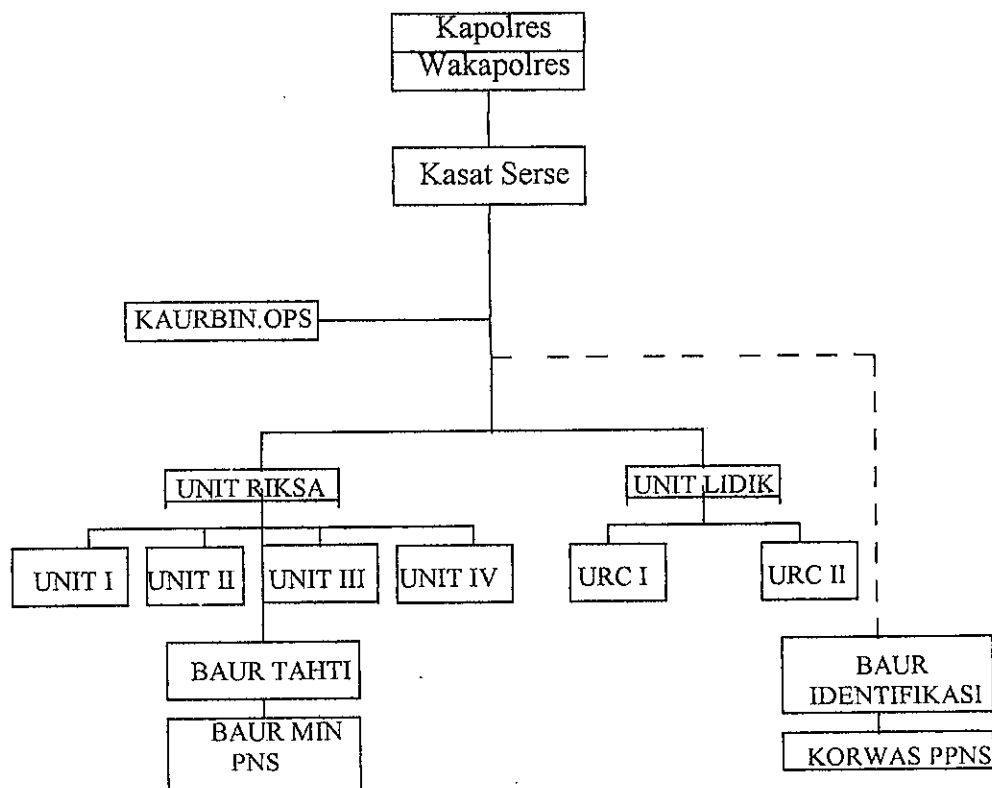 Kapolres
Wakapolres
Kasat Serse
KAURBIN.OPS
UNIT RIKSA
UNIT LIDIK
UNIT I
UNIT II
UNIT III
UNIT IV
URC I
URC II
BAUR TAHTI
BAUR MIN
PNS
BAUR
IDENTIFIKASI
KORWAS PPNS